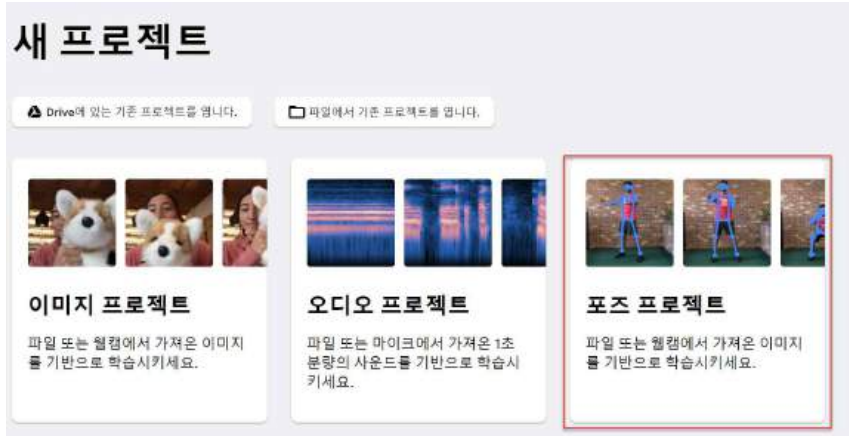 새 프로젝트
Drive에 있는 기존 프로젝트를 엽니다.
파일에서 기존 프로젝트를 엽니다.
이미지 프로젝트
파일 또는 웹캠에서 가져온 이미지
를 기반으로 학습시키세요.
오디오 프로젝트
파일 또는 마이크에서 가져온 1초
분량의 사운드를 기반으로 학습시
키세요.
포즈 프로젝트
파일 또는 웹캠에서 가져온 이미지
를 기반으로 학습시키세요.